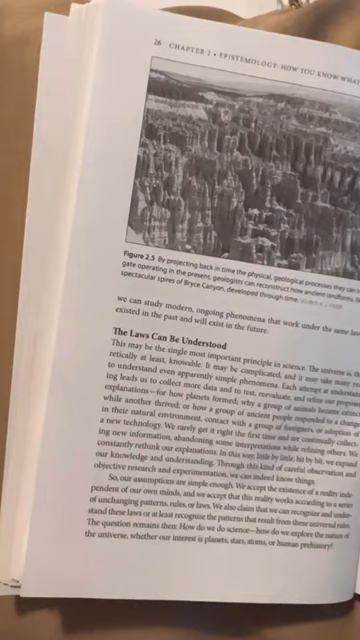 26 CHAPTER 2 • EPISTEMOLOGY: HOW YOU KNOW WHAT
Figure 2.5 By projecting back in time the physical, geological processes they can
gate operating in the present, geologists can reconstruct how ancient landforms,
spectacular spires of Bryce Canyon, developed through time.
we can study modern, ongoing phenomena that work under the same
existed in the past and will exist in the future.
The Laws Can Be Understood
This may be the single most important principle in science. The universe is,
retically at least, knowable. It may be complicated, and it may take many
to understand even apparently simple phenomena. Each attempt at
ing leads us to collect more data and to test, reevaluate, and refine our
explanations—for how planets formed; why a group of animals became
while another thrived; or how a group of ancient people responded to a change
in their natural environment, contact with a group of foreigners, or adoption of
a new technology. We rarely get it right the first time and are continually collect-
ing new information, abandoning some interpretations while refining others. We
constantly rethink our explanations. In this way, little by little, bit by bit, we expand
our knowledge and understanding. Through this kind of careful observation and
objective research and experimentation, we can indeed know things.
So, our assumptions are simple enough. We accept the existence of a reality inde-
pendent of our own minds, and we accept that this reality works according to a series
of unchanging patterns, rules, or laws. We also claim that we can recognize and under-
stand these laws or at least recognize the patterns that result from these universal rules.
The question remains then: How do we do science—how do we explore the nature of
the universe, whether our interest is planets, stars, atoms, or human prehistory?